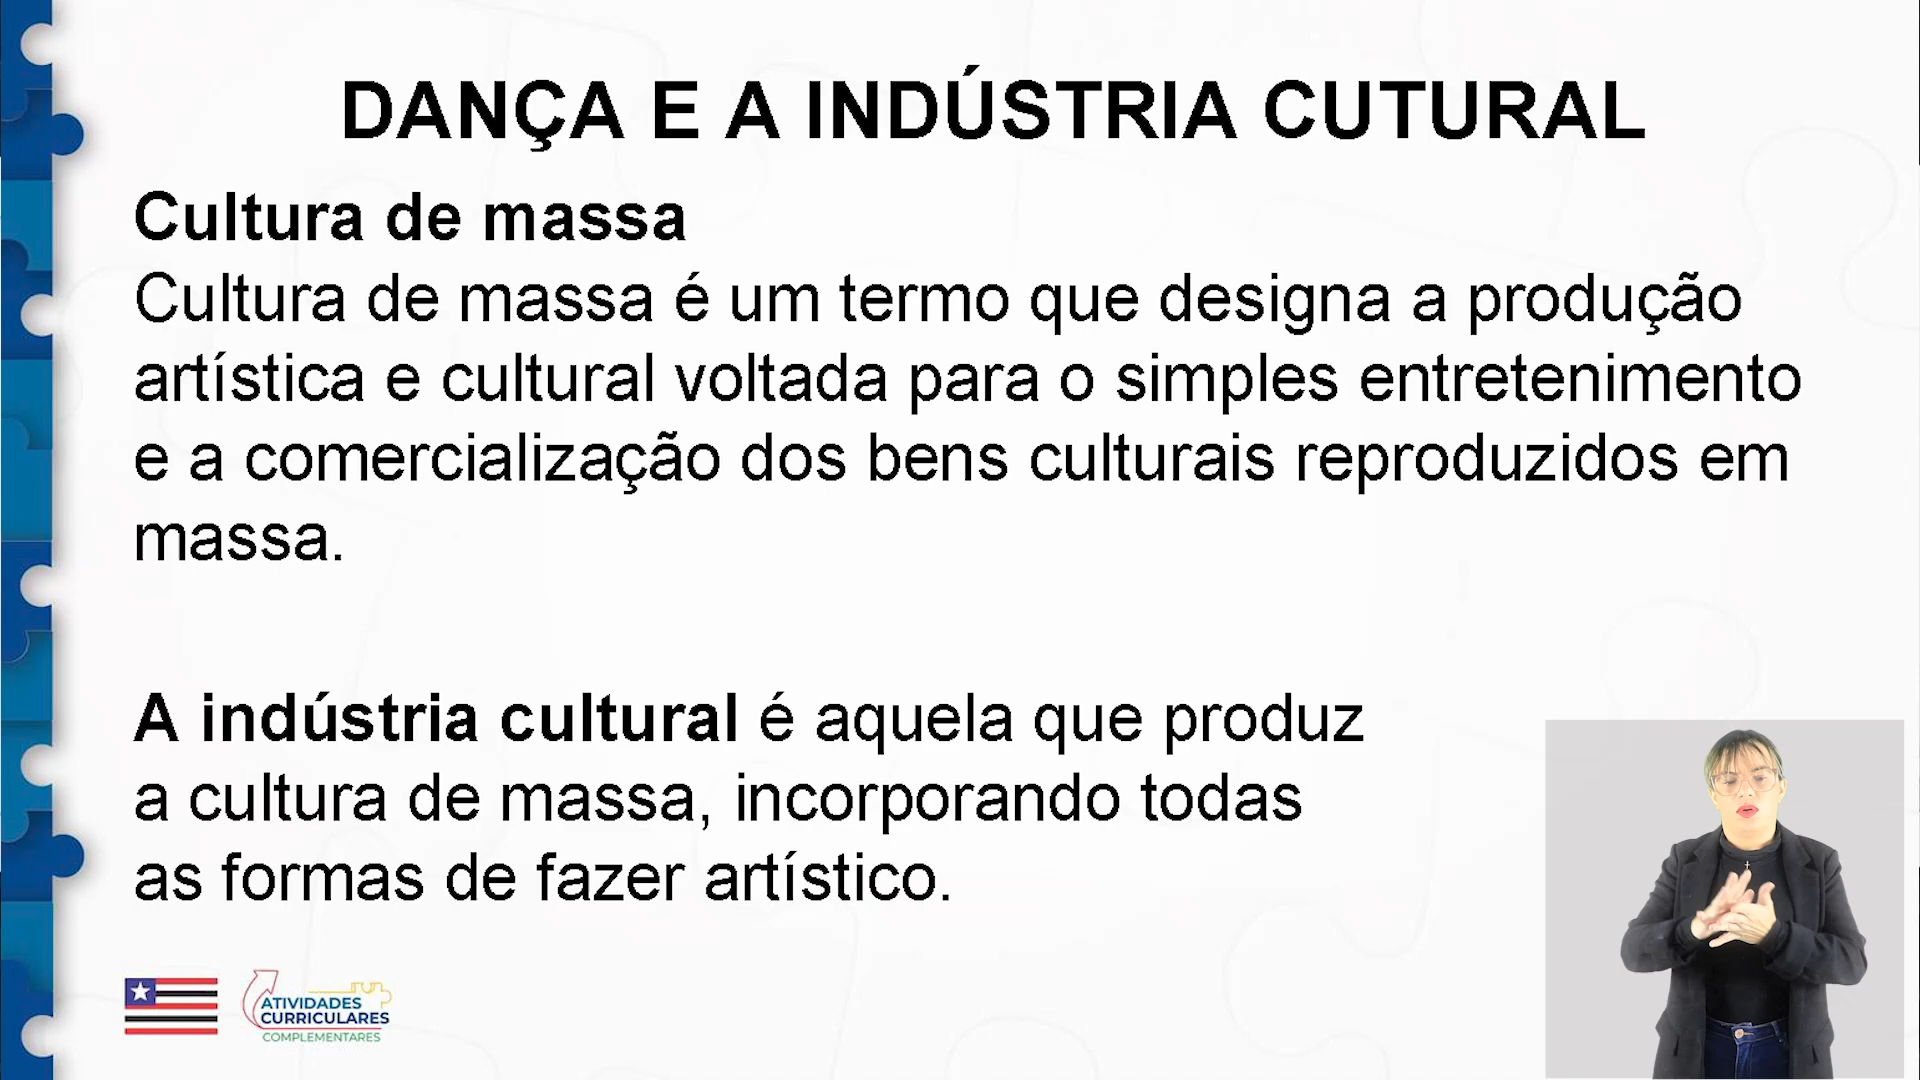 DANÇA E A INDÚSTRIA CUTURAL
Cultura de massa
Cultura de massa é um termo que designa a produção
artística e cultural voltada para o simples entretenimento
e a comercialização dos bens culturais reproduzidos em
massa.
A indústria cultural é aquela que produz
a cultura de massa, incorporando todas
as formas de fazer artístico.
ATIVIDADES
CURRICULARES
COMPLEMENTARES